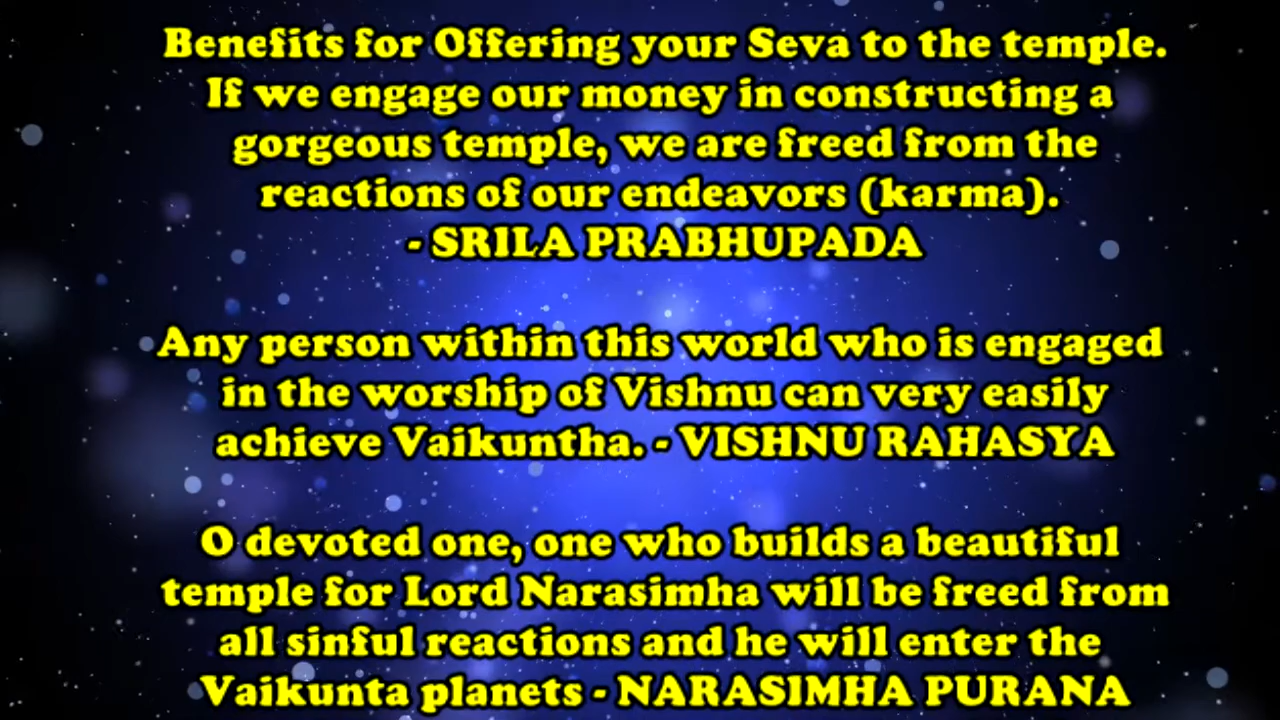 Benefits for Offering your Seva to the temple.
If we engage our money in constructing a
gorgeous temple, we are freed from the
reactions of our endeavors (karma).
- SRILA PRABHUPADA
Any person within this world who is engaged
in the worship of Vishnu can very easily
achieve Vaikuntha. - VISHNU RAHASYA
O devoted one, one who builds a beautiful
temple for Lord Narasimha will be freed from
all sinful reactions and he will enter the
Vaikunta planets - NARASIMHA PURANA